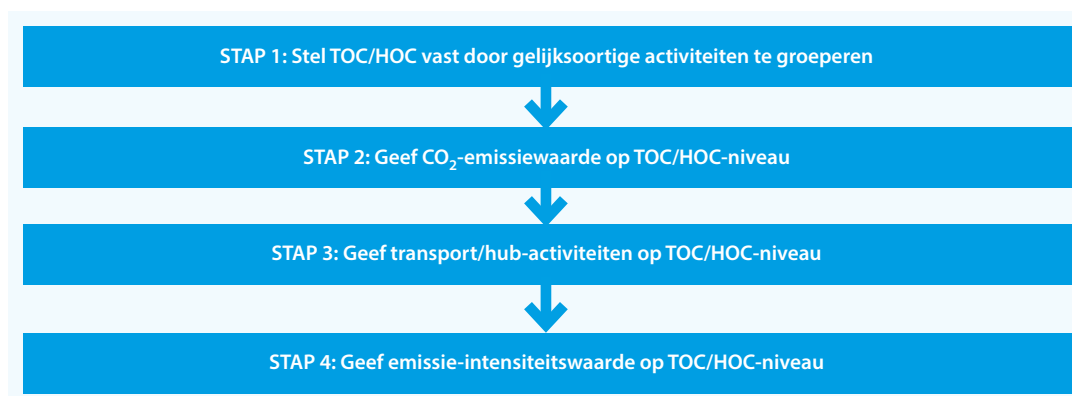 STAP 1: Stel TOC/HOC vast door gelijksoortige activiteiten te groeperen
STAP 2: Geef CO₂-emissiewaarde op TOC/HOC-niveau
STAP 3: Geef transport/hub-activiteiten op TOC/HOC-niveau
STAP 4: Geef emissie-intensiteitswaarde op TOC/HOC-niveau